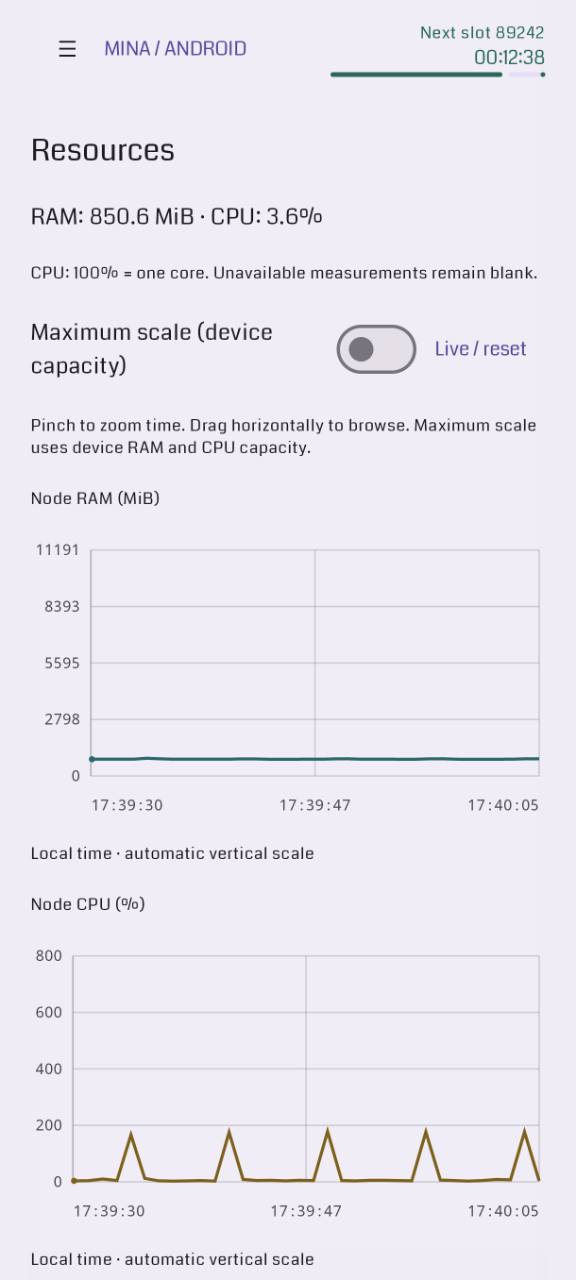 Next slot 89242
MINA / ANDROID
00:12:38
Resources
RAM: 850.6 MiB · CPU: 3.6%
CPU: 100% = one core. Unavailable measurements remain blank.
Maximum scale (device
capacity)
Live / reset
Pinch to zoom time. Drag horizontally to browse. Maximum scale
uses device RAM and CPU capacity.
Node RAM (MiB)
11191
8393
5595
2798
0
17:39:30 17:39:47 17:40:05
Local time · automatic vertical scale
Node CPU (%)
800
600
400
200
0
17:39:30 17:39:47 17:40:05
Local time · automatic vertical scale